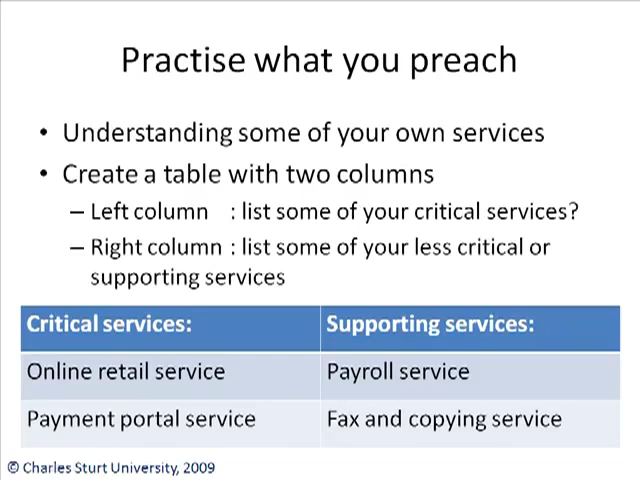 Practise what you preach
• Understanding some of your own services
• Create a table with two columns
– Left column : list some of your critical services?
– Right column : list some of your less critical or
supporting services
Critical services: Supporting services:
Online retail service Payroll service
Payment portal service Fax and copying service
© Charles Sturt University, 2009